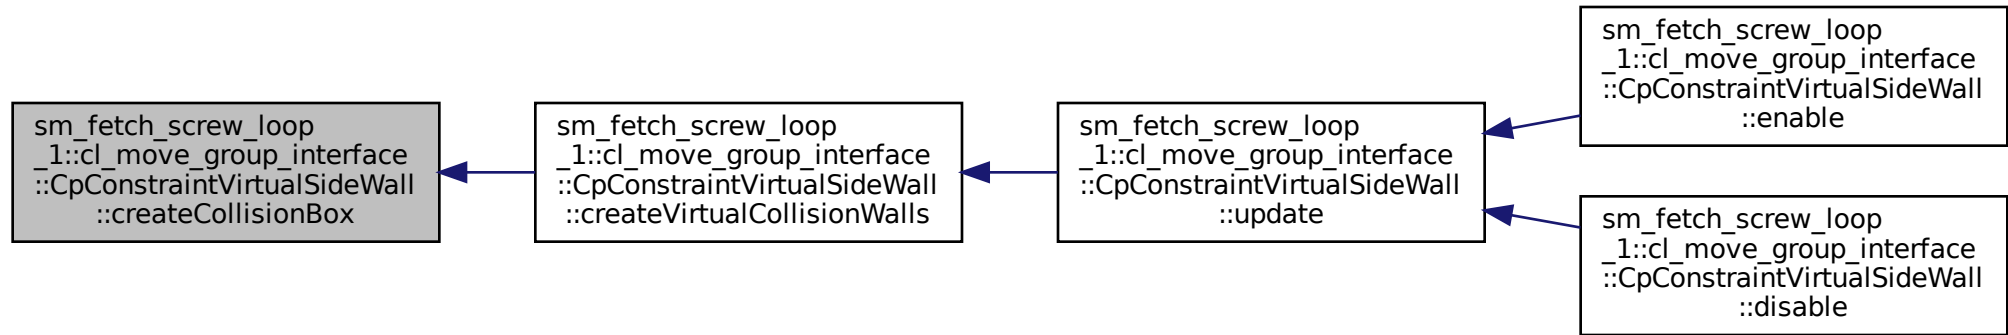 sm_fetch_screw_loop
_1::cl_move_group_interface
::CpConstraintVirtualSideWall
::createCollisionBox
sm_fetch_screw_loop
_1::cl_move_group_interface
::CpConstraintVirtualSideWall
::createVirtualCollisionWalls
sm_fetch_screw_loop
_1::cl_move_group_interface
::CpConstraintVirtualSideWall
::update
sm_fetch_screw_loop
_1::cl_move_group_interface
::CpConstraintVirtualSideWall
::enable
sm_fetch_screw_loop
_1::cl_move_group_interface
::CpConstraintVirtualSideWall
::disable